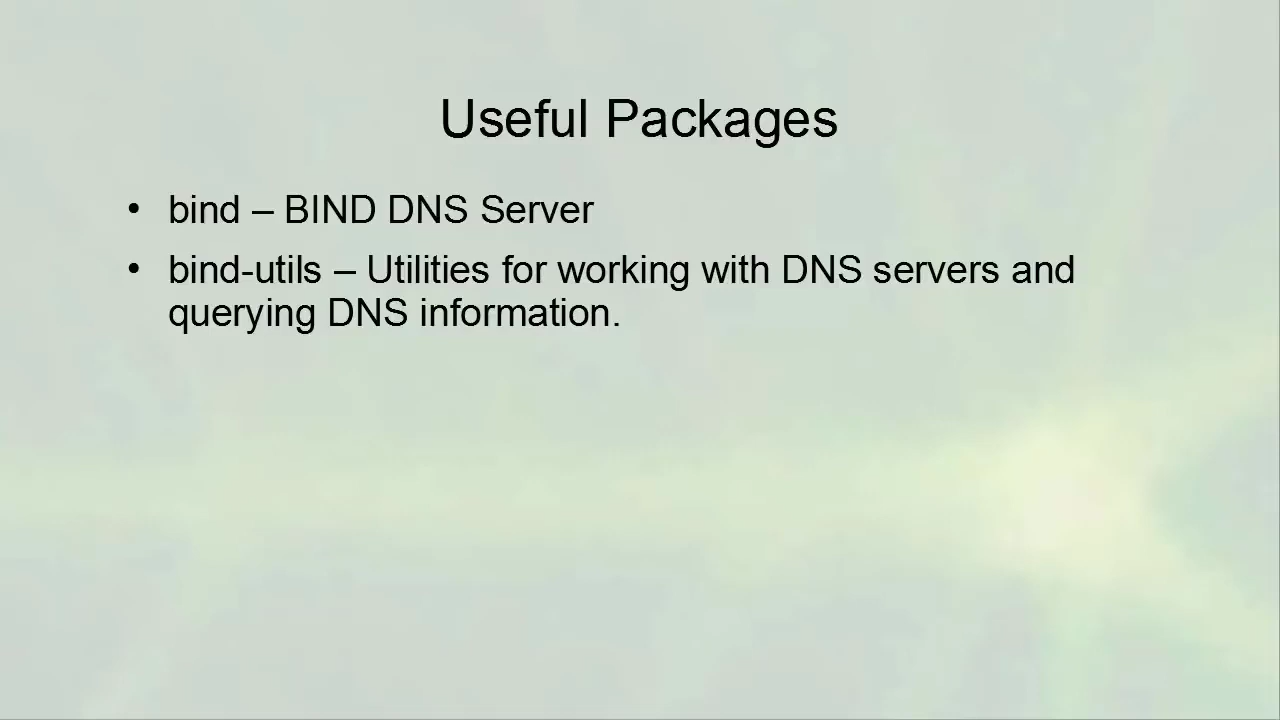 Useful Packages
• bind – BIND DNS Server
• bind-utils – Utilities for working with DNS servers and
querying DNS information.